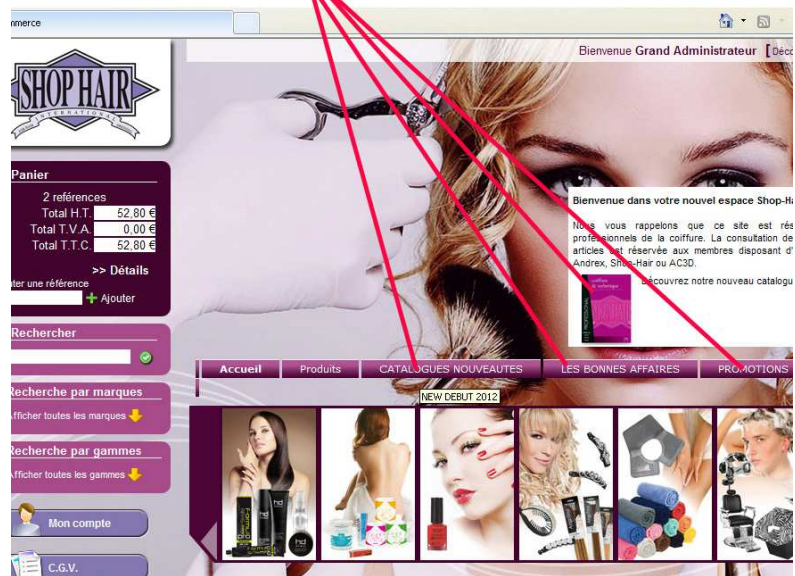 mmerce
Bienvenue Grand Administrateur [ Déco
SHOP HAIR
INTERNATIONAL
Panier
2 references
Total H.T. 52,80 €
Total T.V.A. 0,00 €
Total T.T.C. 52,80 €
>> Détails
uter une référence
Ajouter
Rechercher
Recherche par marques
Afficher toutes les marques
Recherche par gammes
Afficher toutes les gammes
Mon compte
C.G.V.
Bienvenue dans votre nouvel espace Shop-Ha
Nous vous rappelons que ce site est rés
professionnels de la coiffure. La consultation de
articles est réservée aux membres disposant d'
Andrex, Shop-Hair ou AC3D.
Découvrez notre nouveau catalogu
Accueil Produits CATALOGUES NOUVEAUTES LES BONNES AFFAIRES PROMOTIONS
NEW DEBUT 2012